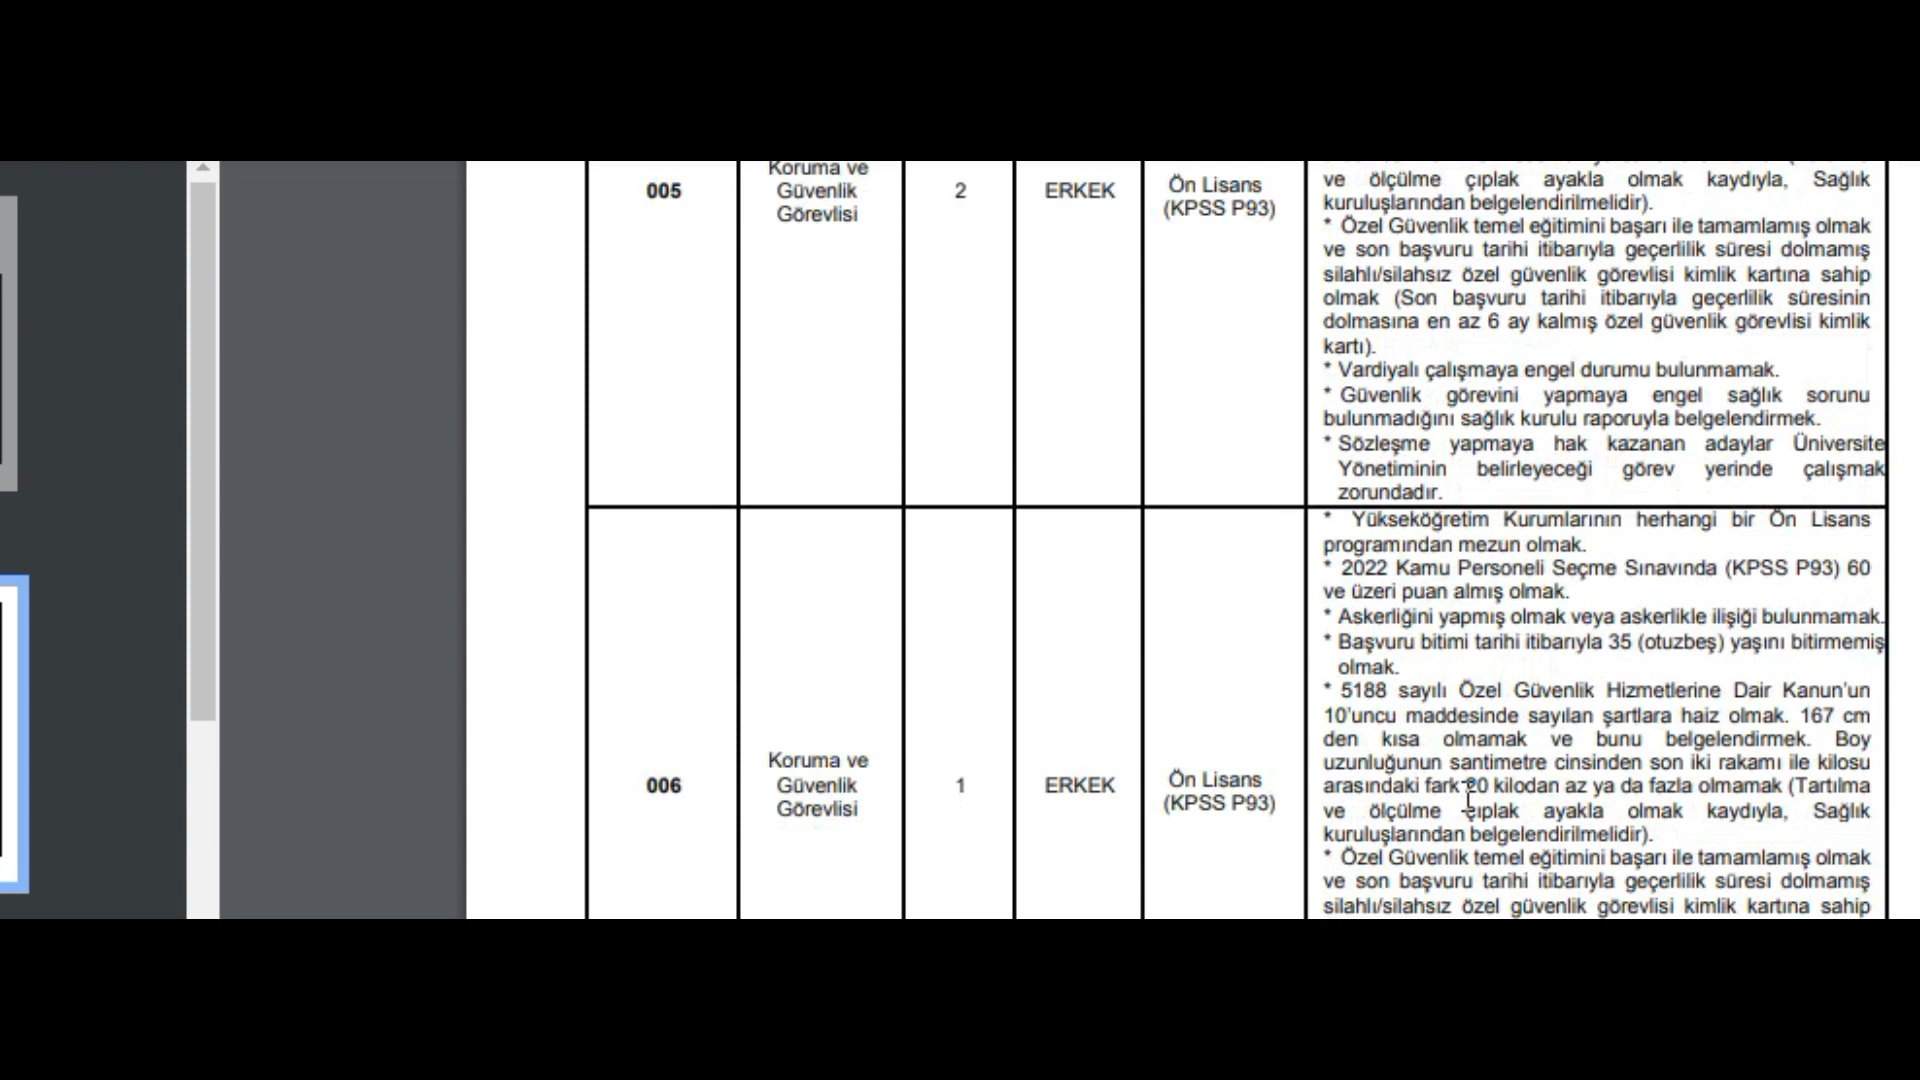 005
Koruma ve
Güvenlik
Görevlisi
2
ERKEK
Ön Lisans
(KPSS P93)
ve ölçülme çıplak ayakla olmak kaydıyla, Sağlık
kuruluşlarından belgelendirilmelidir).
* Özel Güvenlik temel eğitimini başarı ile tamamlamış olmak
ve son başvuru tarihi itibarıyla geçerlilik süresi dolmamış
silahlı/silahsız özel güvenlik görevlisi kimlik kartına sahip
olmak (Son başvuru tarihi itibarıyla geçerlilik süresinin
dolmasına en az 6 ay kalmış özel güvenlik görevlisi kimlik
kartı).
* Vardiyalı çalışmaya engel durumu bulunmamak.
* Güvenlik görevini yapmaya engel sağlık sorunu
bulunmadığını sağlık kurulu raporuyla belgelendirmek.
* Sözleşme yapmaya hak kazanan adaylar Üniversite
Yönetiminin belirleyeceği görev yerinde çalışmak
zorundadır.
006
Koruma ve
Güvenlik
Görevlisi
1
ERKEK
Ön Lisans
(KPSS P93)
* Yükseköğretim Kurumlarının herhangi bir Ön Lisans
programından mezun olmak.
* 2022 Kamu Personeli Seçme Sınavında (KPSS P93) 60
ve üzeri puan almış olmak.
* Askerliğini yapmış olmak veya askerlikle ilişiği bulunmamak.
* Başvuru bitimi tarihi itibarıyla 35 (otuzbeş) yaşını bitirmemiş
olmak.
* 5188 sayılı Özel Güvenlik Hizmetlerine Dair Kanun'un
10'uncu maddesinde sayılan şartlara haiz olmak. 167 cm
den kısa olmamak ve bunu belgelendirmek. Boy
uzunluğunun santimetre cinsinden son iki rakamı ile kilosu
arasındaki fark 20 kilodan az ya da fazla olmamak (Tartılma
ve ölçülme çıplak ayakla olmak kaydıyla, Sağlık
kuruluşlarından belgelendirilmelidir).
* Özel Güvenlik temel eğitimini başarı ile tamamlamış olmak
ve son başvuru tarihi itibarıyla geçerlilik süresi dolmamış
silahlı/silahsız özel güvenlik görevlisi kimlik kartına sahip